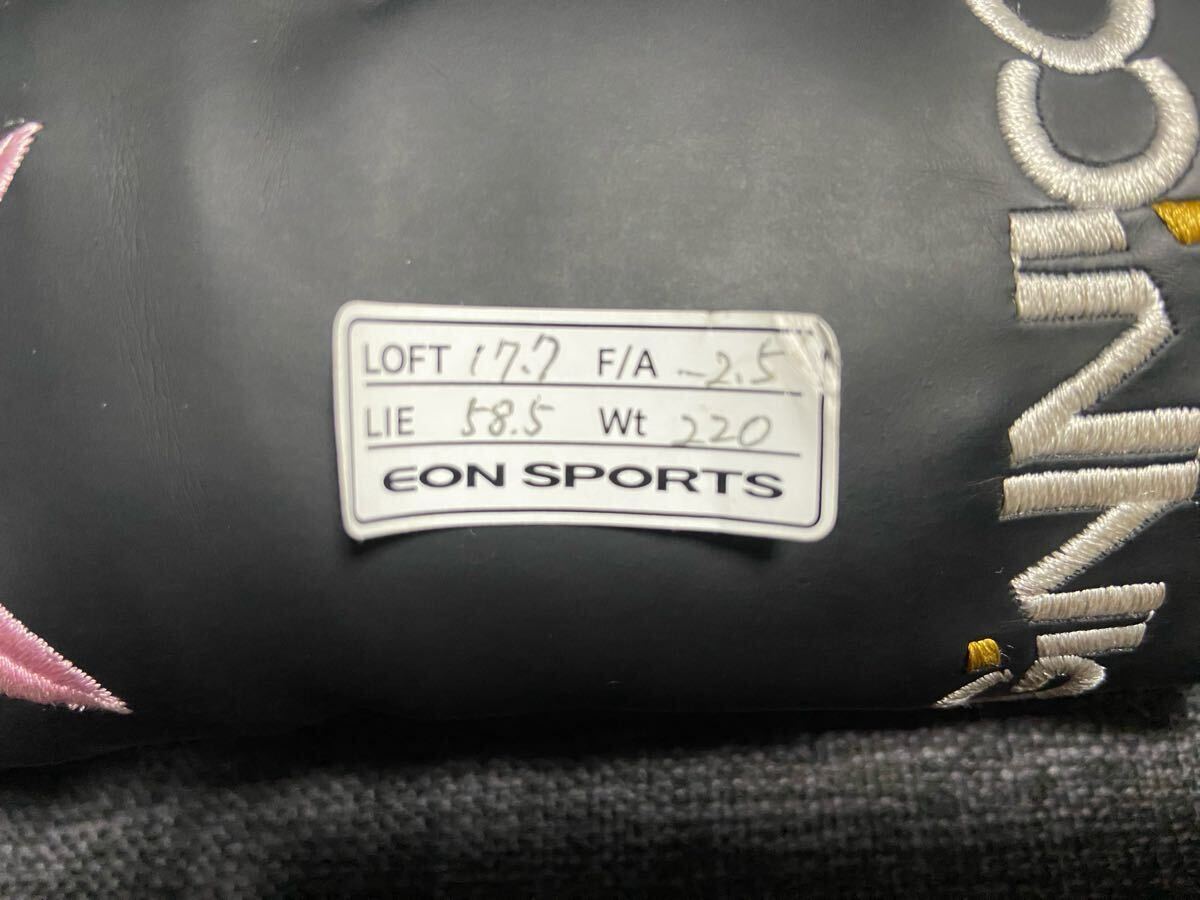 LOFT 17.7 F/A -2.5
LIE 58.5 Wt 220
EON SPORTS